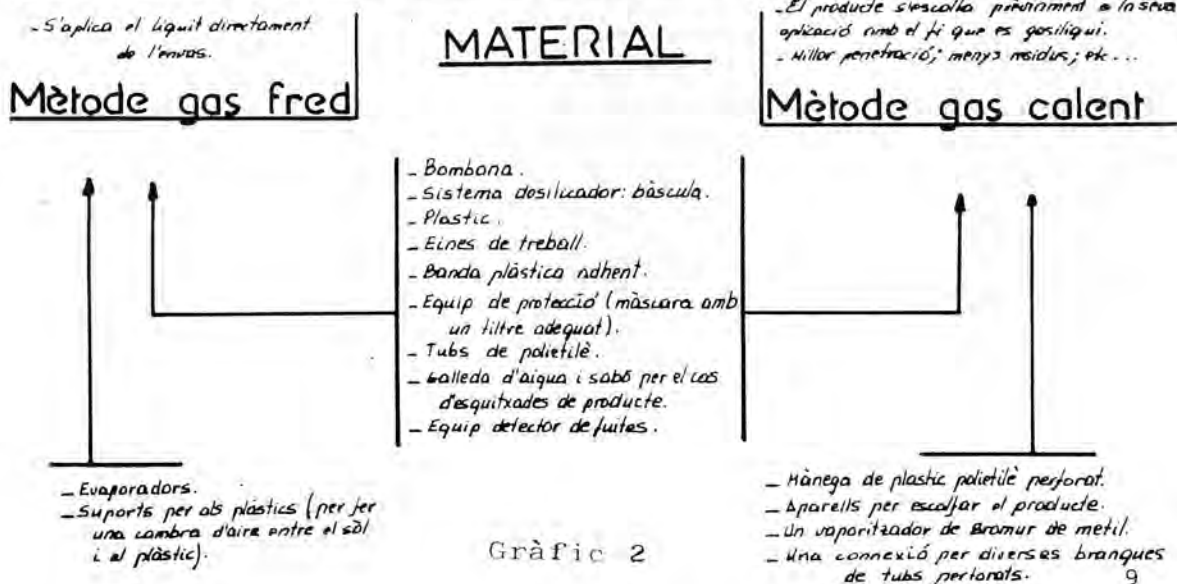 - S'aplica el líquit directament
de l'envas.
Mètode gas fred
MATERIAL
- El producte s'escalfa prèviament a la seva
aplicació amb el fi que es gasifiqui.
- Millor penetració; menys residus; etc...
Mètode gas calent
- Bombona.
- Sistema dosificador: bàscula.
- Plastic.
- Eines de treball.
- Banda plàstica adhent.
- Equip de protecció (màscara amb
un filtre adequat).
- Tubs de polietilè.
- Galleda d'aigua i sabó per el cas
d'esquitxades de producte.
- Equip detector de fuites.
- Evaporadors.
- Suports per als plàstics (per fer
una cambra d'aire entre el sòl
i el plàstic).
- Mànega de plastic polietilè perforat.
- Aparells per escalfar el producte.
- Un vaporitzador de Bromur de metil.
- Una connexió per diverses branques
de tubs perforats.
Gràfic 2
9